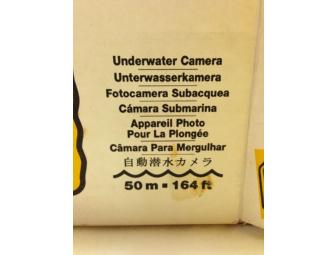 Underwater Camera
Unterwasserkamera
Fotocamera Subacquea
Cámara Submarina
Appareil Photo
Pour La Plongée
Câmara Para Mergulhar
自動潜水カメラ
50 m ▪ 164 ft